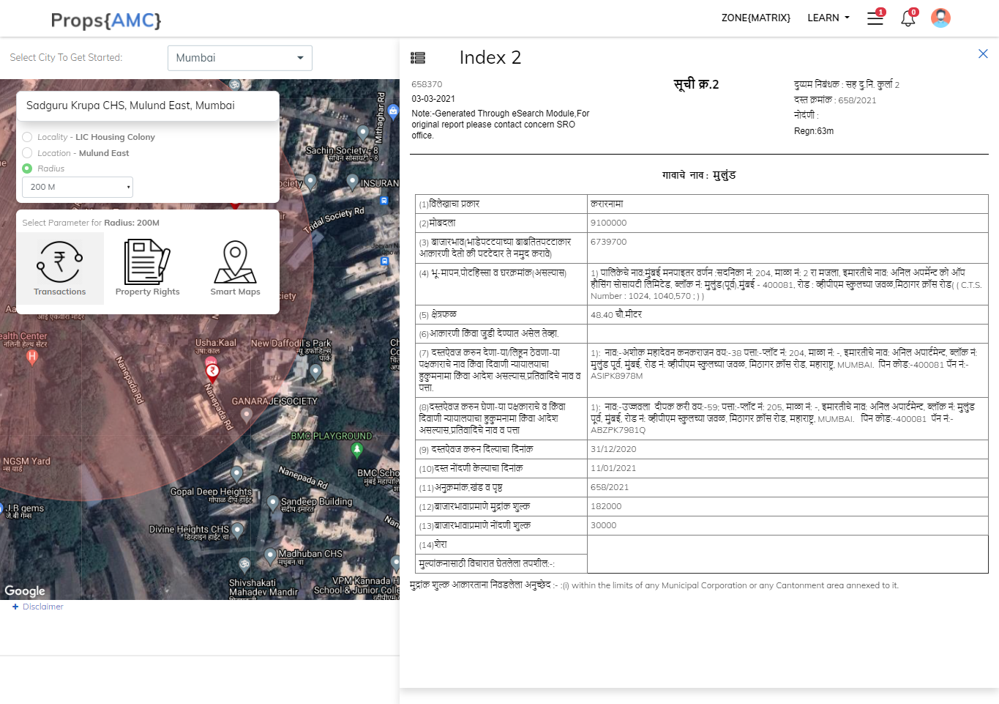 Props{AMC}
ZONE{MATRIX}
LEARN
1
0
Select City To Get Started:
Mumbai
Sadguru Krupa CHS, Mulund East, Mumbai
Locality - LIC Housing Colony
Location - Mulund East
Radius
200 M
Select Parameter for Radius: 200M
Transactions
Property Rights
Smart Maps
Mithaghar Rd
Sachin Society - 8
सचिन सोसायटी - 8
ociety
INSURAN
Tridal Society Rd
ciety
आई एकवीरा मंदिर
ealth Center
नलिनी हेल्थ सेंटर
Usha:Kaal
उषा:काल
New Daffodil's Park
न्यू डफोडिल्स
पार्क
Nanepada Rd
Nanepada Rd
GANARAJE SOCIETY
BMC PLAYGROUND
NGSM Yard
न्स यार्ड
Nanepada Rd
BMC Scho
मुंबई महापालि
Gopal Deep Heights
गोपाळ दीप हाईट
Sandeep Building
संदीप इमारत
J.B gems
जे.बी गेम्स
Divine Heights CHS
डिव्हाइन हाईट चा
Madhuban CHS
मधुबन चा
Shivshakati
Mahadev Mandir
VPM Kannada H
School & Junior Colle
Google
Disclaimer
Index 2
658370
03-03-2021
Note:-Generated Through eSearch Module,For
original report please contact concern SRO
office.
सूची क्र.2
दुय्यम निबंधक : सह दु.नि. कुर्ला 2
दस्त क्रमांक : 658/2021
नोदंणी :
Regn:63m
गावाचे नाव : मुलुंड
(1)विलेखाचा प्रकार
करारनामा
(2)मोबदला
9100000
(3) बाजारभाव(भाडेपटटयाच्या बाबतितपटटाकार
आकारणी देतो की पटटेदार ते नमुद करावे)
6739700
(4) भू-मापन,पोटहिस्सा व घरक्रमांक(असल्यास)
1) पालिकेचे नाव:मुंबई मनपाइतर वर्णन :सदनिका नं: 204, माळा नं: 2 रा मजला, इमारतीचे नाव: अनिल अपर्मेन्ट को ऑप
हौसिंग सोसायटी लिमिटेड, ब्लॉक नं: मुलुंड(पूर्व),मुंबई - 400081, रोड : व्हीपीएम स्कुलच्या जवळ,मिठागर क्रॉस रोड( ( C.T.S.
Number : 1024, 1040,570 ; ) )
(5) क्षेत्रफळ
48.40 चौ.मीटर
(6)आकारणी किंवा जुडी देण्यात असेल तेव्हा.
(7) दस्तऐवज करुन देणा-या/लिहून ठेवणा-या
पक्षकाराचे नाव किंवा दिवाणी न्यायालयाचा
हुकुमनामा किंवा आदेश असल्यास,प्रतिवादिचे नाव व
पत्ता.
1): नाव:-अशोक महादेवन कनकराजन वय:-38 पत्ता:-प्लॉट नं: 204, माळा नं: -, इमारतीचे नाव: अनिल अपार्टमेन्ट, ब्लॉक नं:
मुलुंड पूर्व, मुंबई, रोड नं: व्हीपीएम स्कुलच्या जवळ, मिठागर क्रॉस रोड, महाराष्ट्र, MUMBAI. पिन कोड:-400081 पॅन नं:-
ASIPK8978M
(8)दस्तऐवज करुन घेणा-या पक्षकाराचे व किंवा
दिवाणी न्यायालयाचा हुकुमनामा किंवा आदेश
असल्यास,प्रतिवादिचे नाव व पत्ता
1): नाव:-उज्जवला दीपक करी वय:-59; पत्ता:-प्लॉट नं: 205, माळा नं: -, इमारतीचे नाव: अनिल अपार्टमेन्ट, ब्लॉक नं: मुलुंड
पूर्व, मुंबई, रोड नं: व्हीपीएम स्कुलच्या जवळ, मिठागर क्रॉस रोड, महाराष्ट्र, MUMBAI. पिन कोड:-400081 पॅन नं:-
ABZPK7981Q
(9) दस्तऐवज करुन दिल्याचा दिनांक
31/12/2020
(10)दस्त नोंदणी केल्याचा दिनांक
11/01/2021
(11)अनुक्रमांक,खंड व पृष्ठ
658/2021
(12)बाजारभावाप्रमाणे मुद्रांक शुल्क
182000
(13)बाजारभावाप्रमाणे नोंदणी शुल्क
30000
(14)शेरा
मुल्यांकनासाठी विचारात घेतलेला तपशील:-:
मुद्रांक शुल्क आकारताना निवडलेला अनुच्छेद :- :(i) within the limits of any Municipal Corporation or any Cantonment area annexed to it.